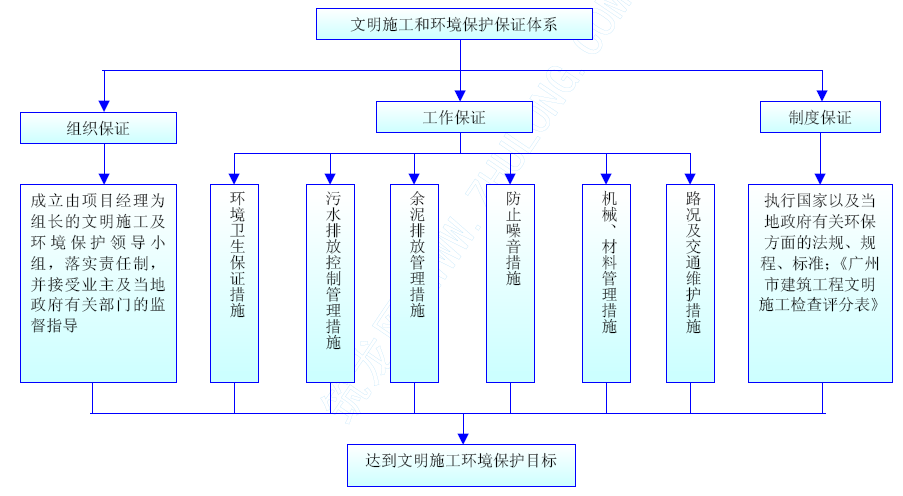 文明施工和环境保护保证体系
组织保证
工作保证
制度保证
成立由项目经理为
组长的文明施工及
环境保护领导小
组，落实责任制，
并接受业主及当地
政府有关部门的监
督指导
环境卫生保证措施
污水排放控制管理措施
余泥排放管理措施
防止噪音措施
机械、材料管理措施
路况及交通维护措施
执行国家以及当
地政府有关环保
方面的法规、规
程、标准；《广州
市建筑工程文明
施工检查评分表》
达到文明施工环境保护目标